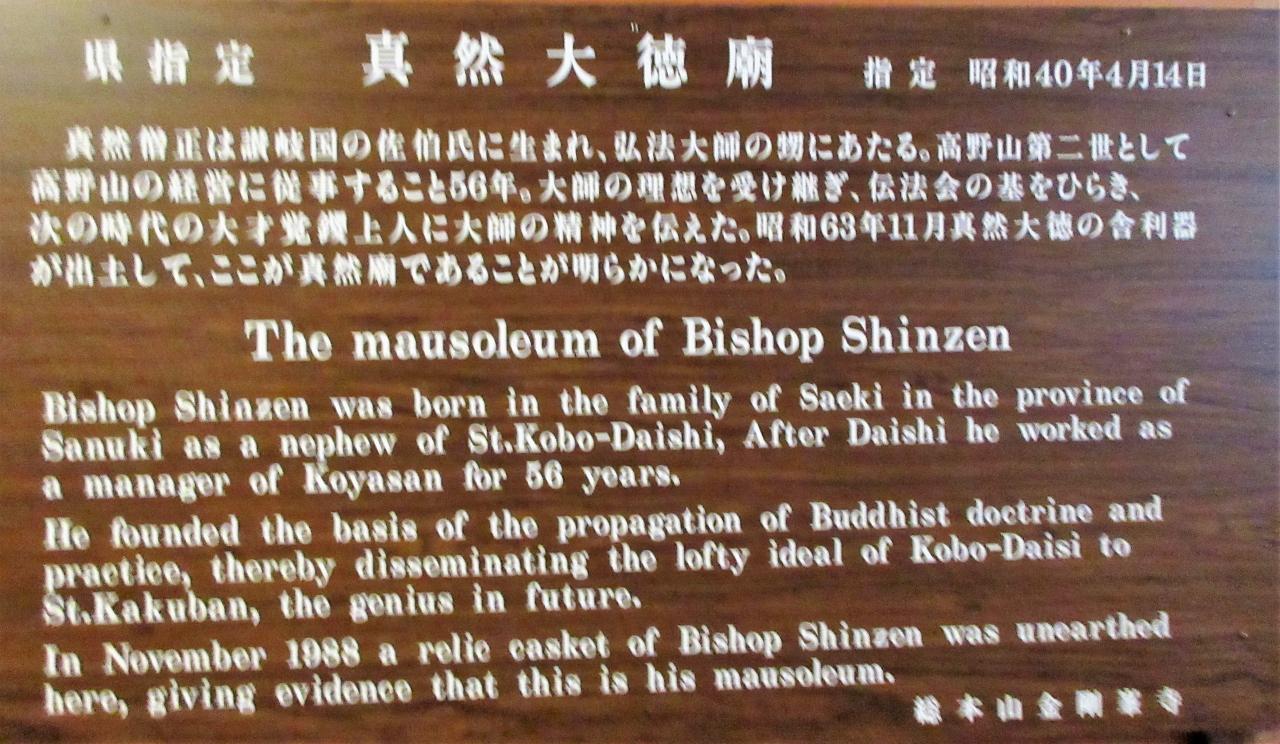 県指定 真然大徳廟 指定 昭和40年4月14日
真然僧正は讃岐国の佐伯氏に生まれ、弘法大師の甥にあたる。高野山第二世として
高野山の経営に従事すること56年。大師の理想を受け継ぎ、伝法会の基をひらき、
次の時代の大才覚鑁上人に大師の精神を伝えた。昭和63年11月真然大徳の舎利器
が出土して、ここが真然廟であることが明らかになった。
The mausoleum of Bishop Shinzen
Bishop Shinzen was born in the family of Saeki in the province of
Sanuki as a nephew of St.Kobo-Daishi, After Daishi he worked as
a manager of Koyasan for 56 years.
He founded the basis of the propagation of Buddhist doctrine and
practice, thereby disseminating the lofty ideal of Kobo-Daisi to
St.Kakuban, the genius in future.
In November 1988 a relic casket of Bishop Shinzen was unearthed
here, giving evidence that this is his mausoleum.
総本山金剛峯寺